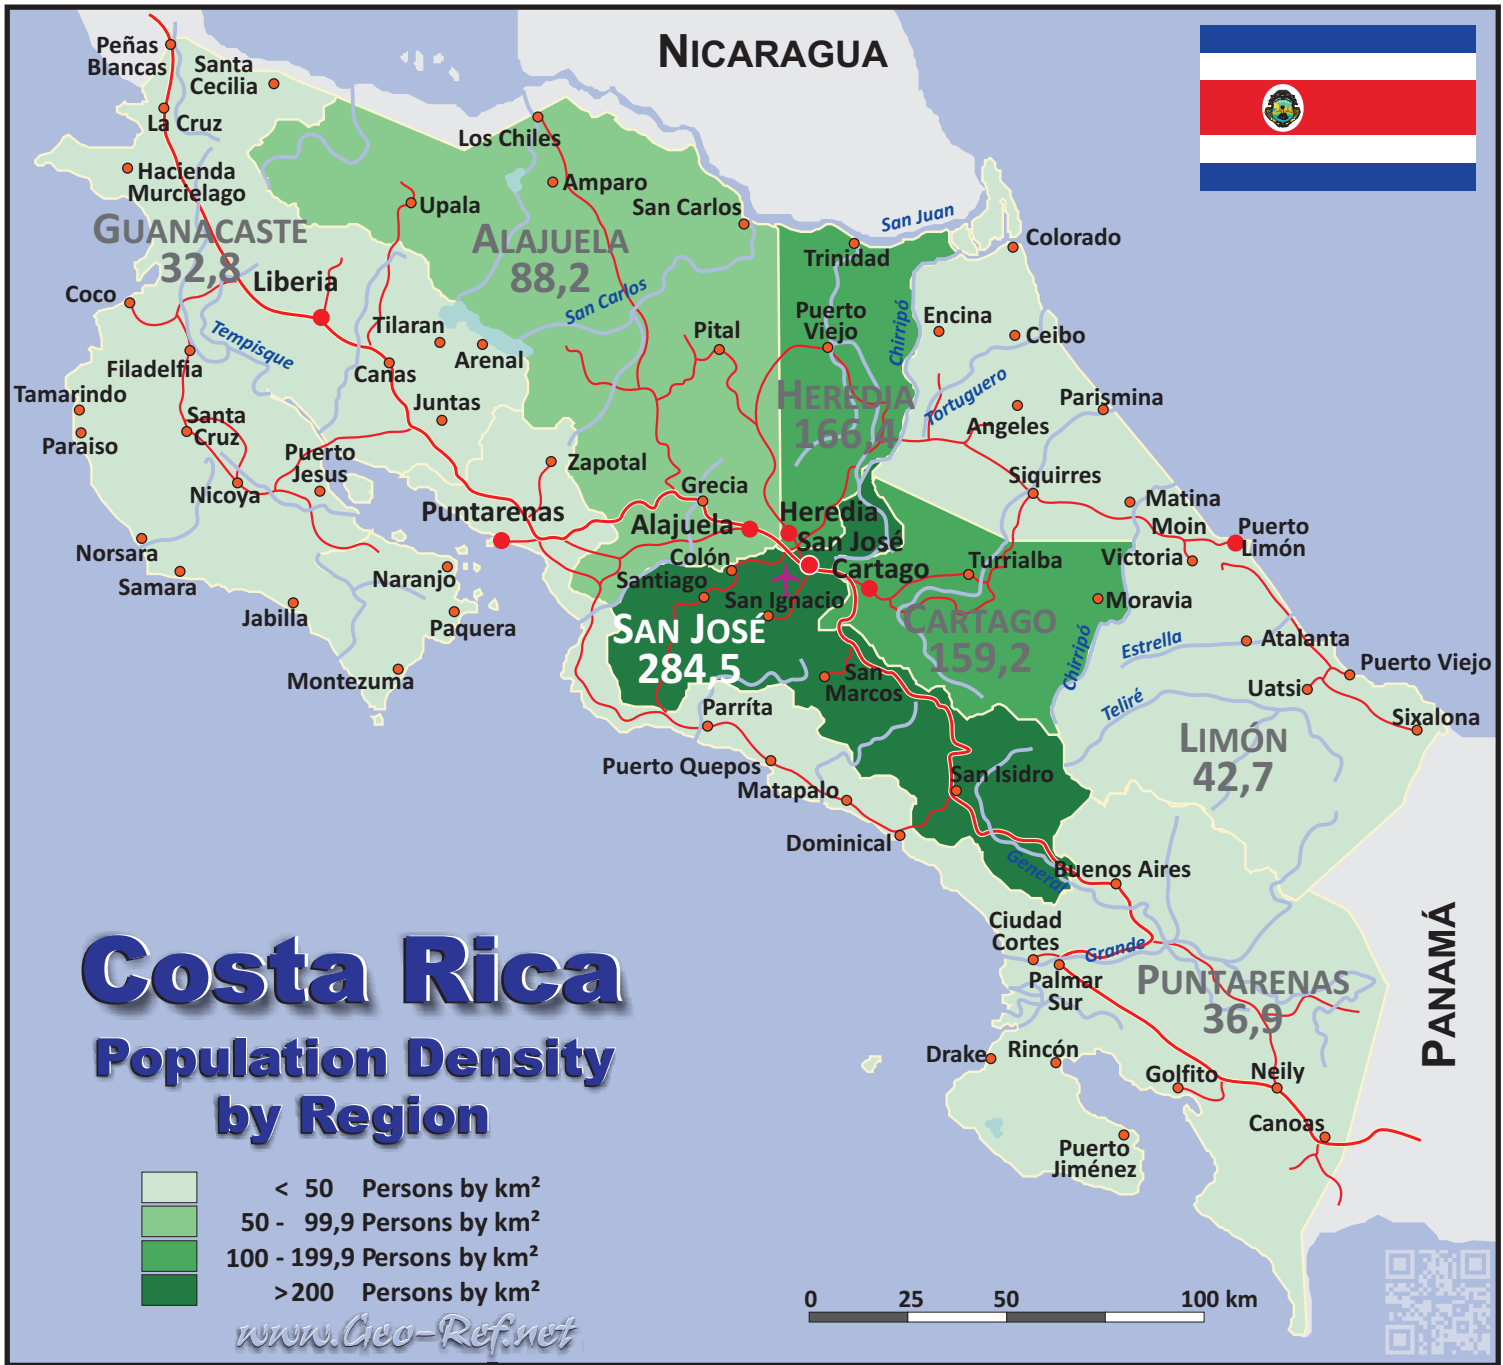 NICARAGUA
Peñas
Blancas
Santa
Cecilia
La Cruz
Hacienda
Murcielago
Los Chiles
Amparo
San Carlos
Upala
GUANACASTE
32,8
ALAJUELA
88,2
San Juan
Trinidad
Colorado
Liberia
Coco
San Carlos
Tempisque
Tilaran
Arenal
Pital
Puerto
Viejo
Chirripó
Encina
Ceibo
Filadelfia
Cañas
Tamarindo
Paraiso
Santa
Cruz
Juntas
HEREDIA
166,4
Tortuguero
Parismina
Angeles
Puerto
Jesus
Nicoya
Zapotal
Grecia
Siquirres
Matina
Moin
Puerto
Limón
Puntarenas
Alajuela
Heredia
San José
Cartago
Norsara
Samara
Colón
Santiago
San Ignacio
Turrialba
Victoria
Moravia
Naranjo
Jabilla
Paquera
Montezuma
SAN JOSÉ
284,5
CARTAGO
159,2
Chirripó
Estrella
Atalanta
Puerto Viejo
Uatsi
Sixalona
Teliré
San
Marcos
Parríta
LIMÓN
42,7
Puerto Quepos
Matapalo
San Isidro
Dominical
General
Buenos Aires
Ciudad
Cortes
Grande
Palmar
Sur
PUNTARENAS
36,9
PANAMÁ
Drake
Rincón
Golfito
Neily
Canoas
Puerto
Jiménez
Costa Rica
Population Density
by Region
< 50 Persons by km²
50 - 99,9 Persons by km²
100 - 199,9 Persons by km²
>200 Persons by km²
www.Geo-Ref.net
0 25 50 100 km